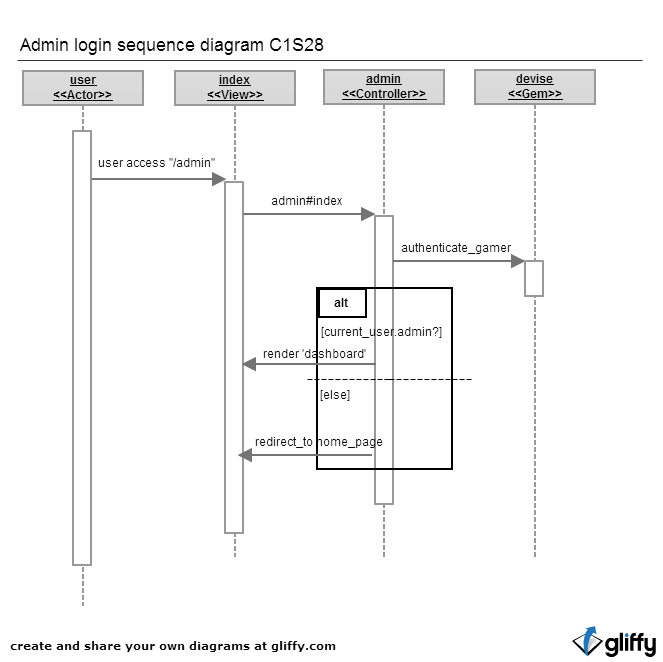 Admin login sequence diagram C1S28
user
<<Actor>>
index
<<View>>
admin
<<Controller>>
devise
<<Gem>>
user access "/admin"
admin#index
authenticate_gamer
alt
[current_user.admin?]
render 'dashboard'
[else]
redirect_to home_page
create and share your own diagrams at gliffy.com
gliffy